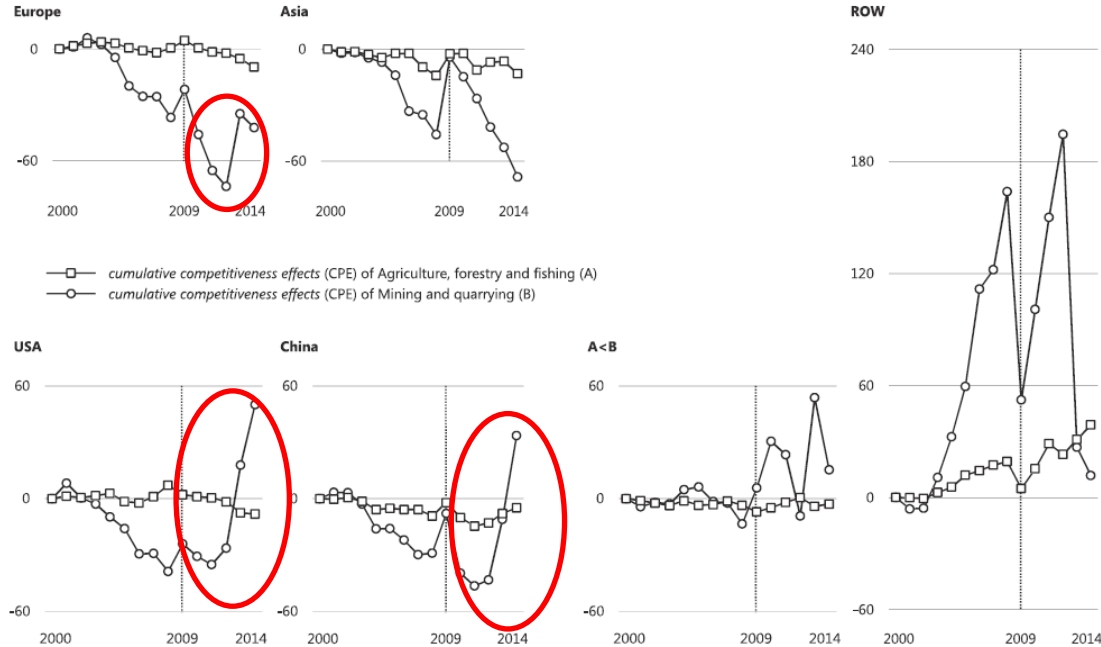 Europe
0
-60
2000 2009 2014
Asia
0
-60
2000 2009 2014
cumulative competitiveness effects (CPE) of Agriculture, forestry and fishing (A)
cumulative competitiveness effects (CPE) of Mining and quarrying (B)
USA
60
0
-60
2000 2009 2014
China
60
0
-60
2000 2009 2014
A<B
60
0
-60
2000 2009 2014
ROW
240
180
120
60
0
-60
2000 2009 2014